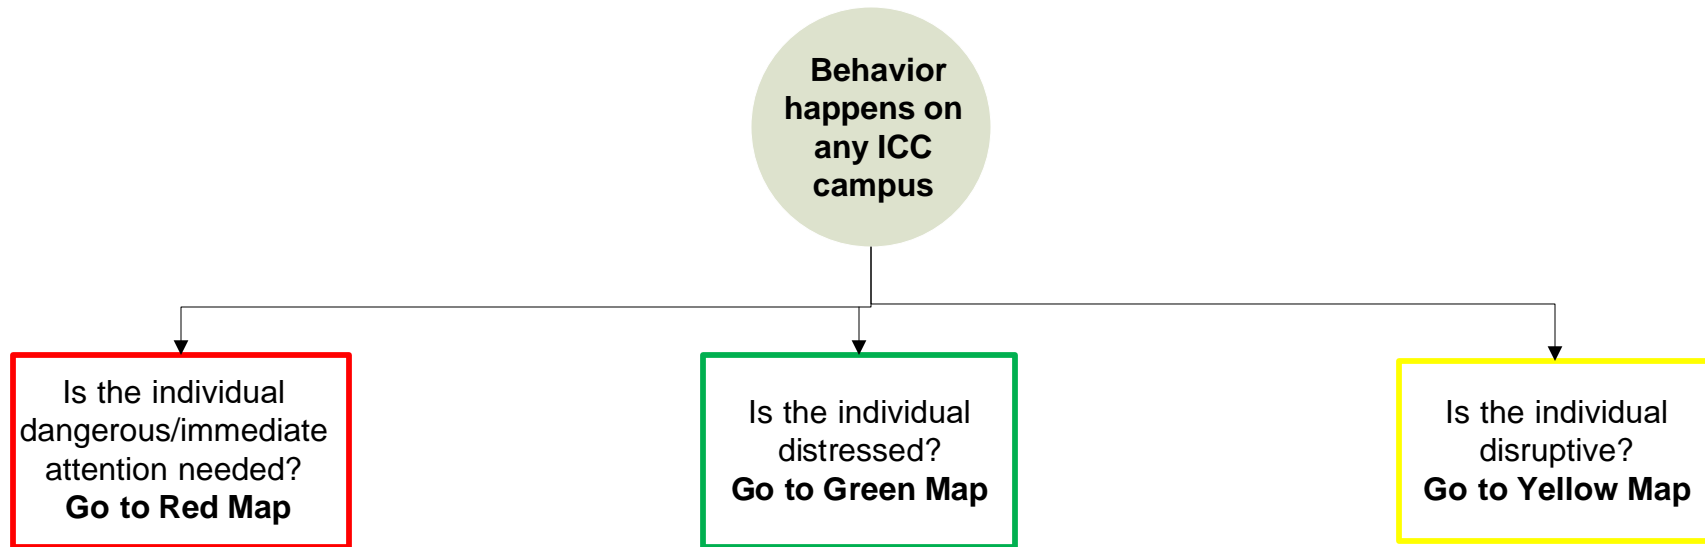 Behavior
happens on
any ICC
campus
Is the individual
dangerous/immediate
attention needed?
Go to Red Map
Is the individual
distressed?
Go to Green Map
Is the individual
disruptive?
Go to Yellow Map